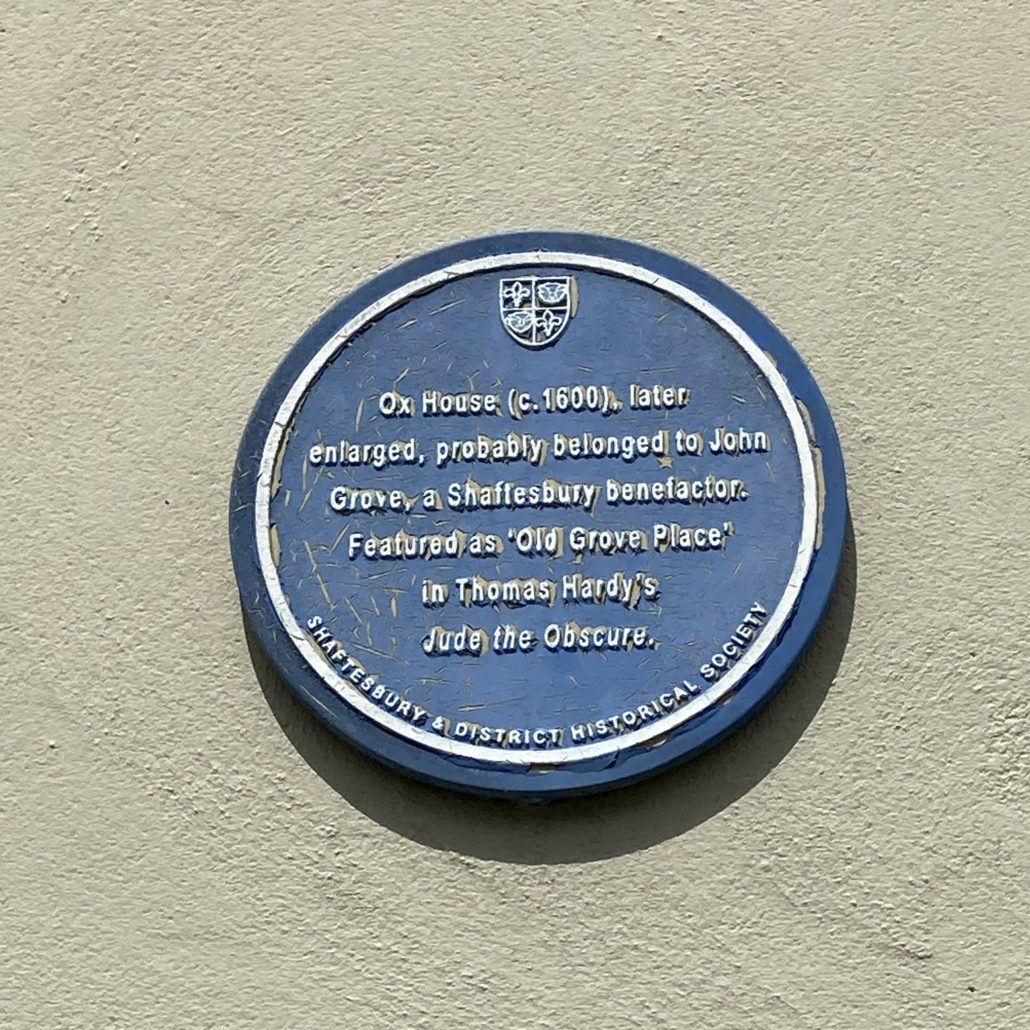 Ox House (c.1600), later
enlarged, probably belonged to John
Grove, a Shaftesbury benefactor.
Featured as 'Old Grove Place'
in Thomas Hardy's
Jude the Obscure.
SHAFTESBURY & DISTRICT HISTORICAL SOCIETY